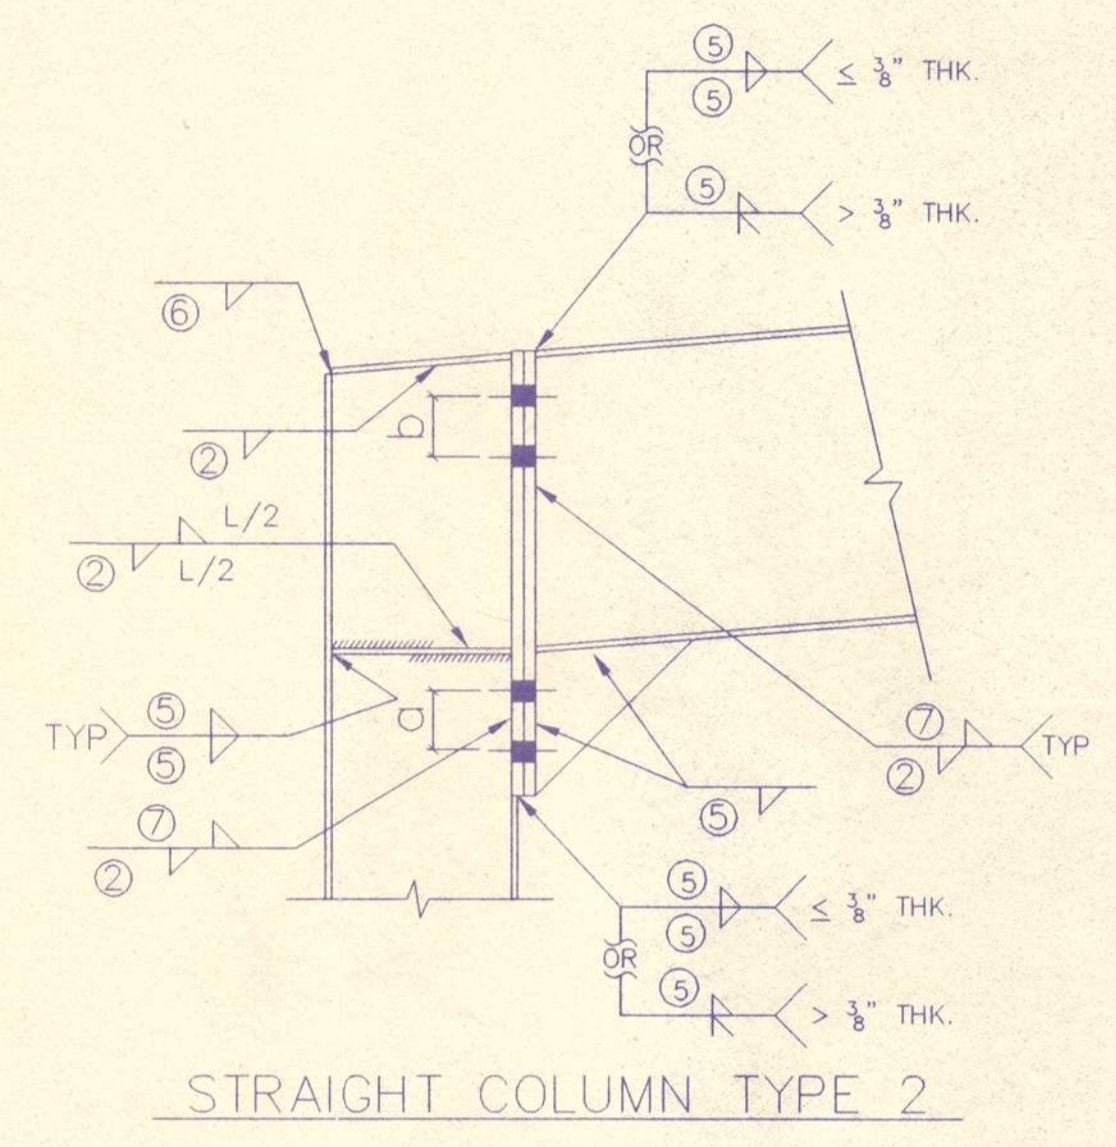 5
5
≤ 3/8" THK.
OR
5
> 3/8" THK.
6
2
b
L/2
2
L/2
TYP
5
5
a
7
2
7
2
TYP
5
5
5
≤ 3/8" THK.
OR
5
> 3/8" THK.
STRAIGHT COLUMN TYPE 2